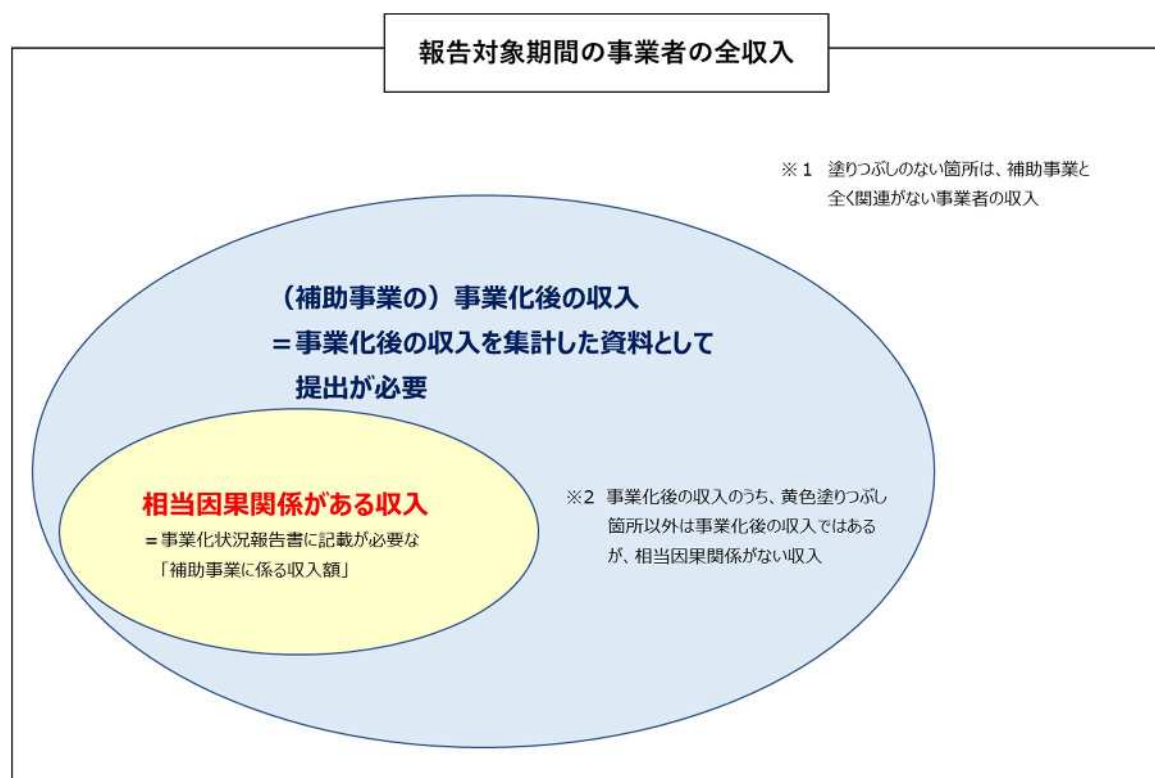 報告対象期間の事業者の全収入
※1 塗りつぶしのない箇所は、補助事業と
全く関連がない事業者の収入
（補助事業の）事業化後の収入
＝事業化後の収入を集計した資料として
提出が必要
相当因果関係がある収入
＝事業化状況報告書に記載が必要な
「補助事業に係る収入額」
※2 事業化後の収入のうち、黄色塗りつぶし
箇所以外は事業化後の収入ではある
が、相当因果関係がない収入